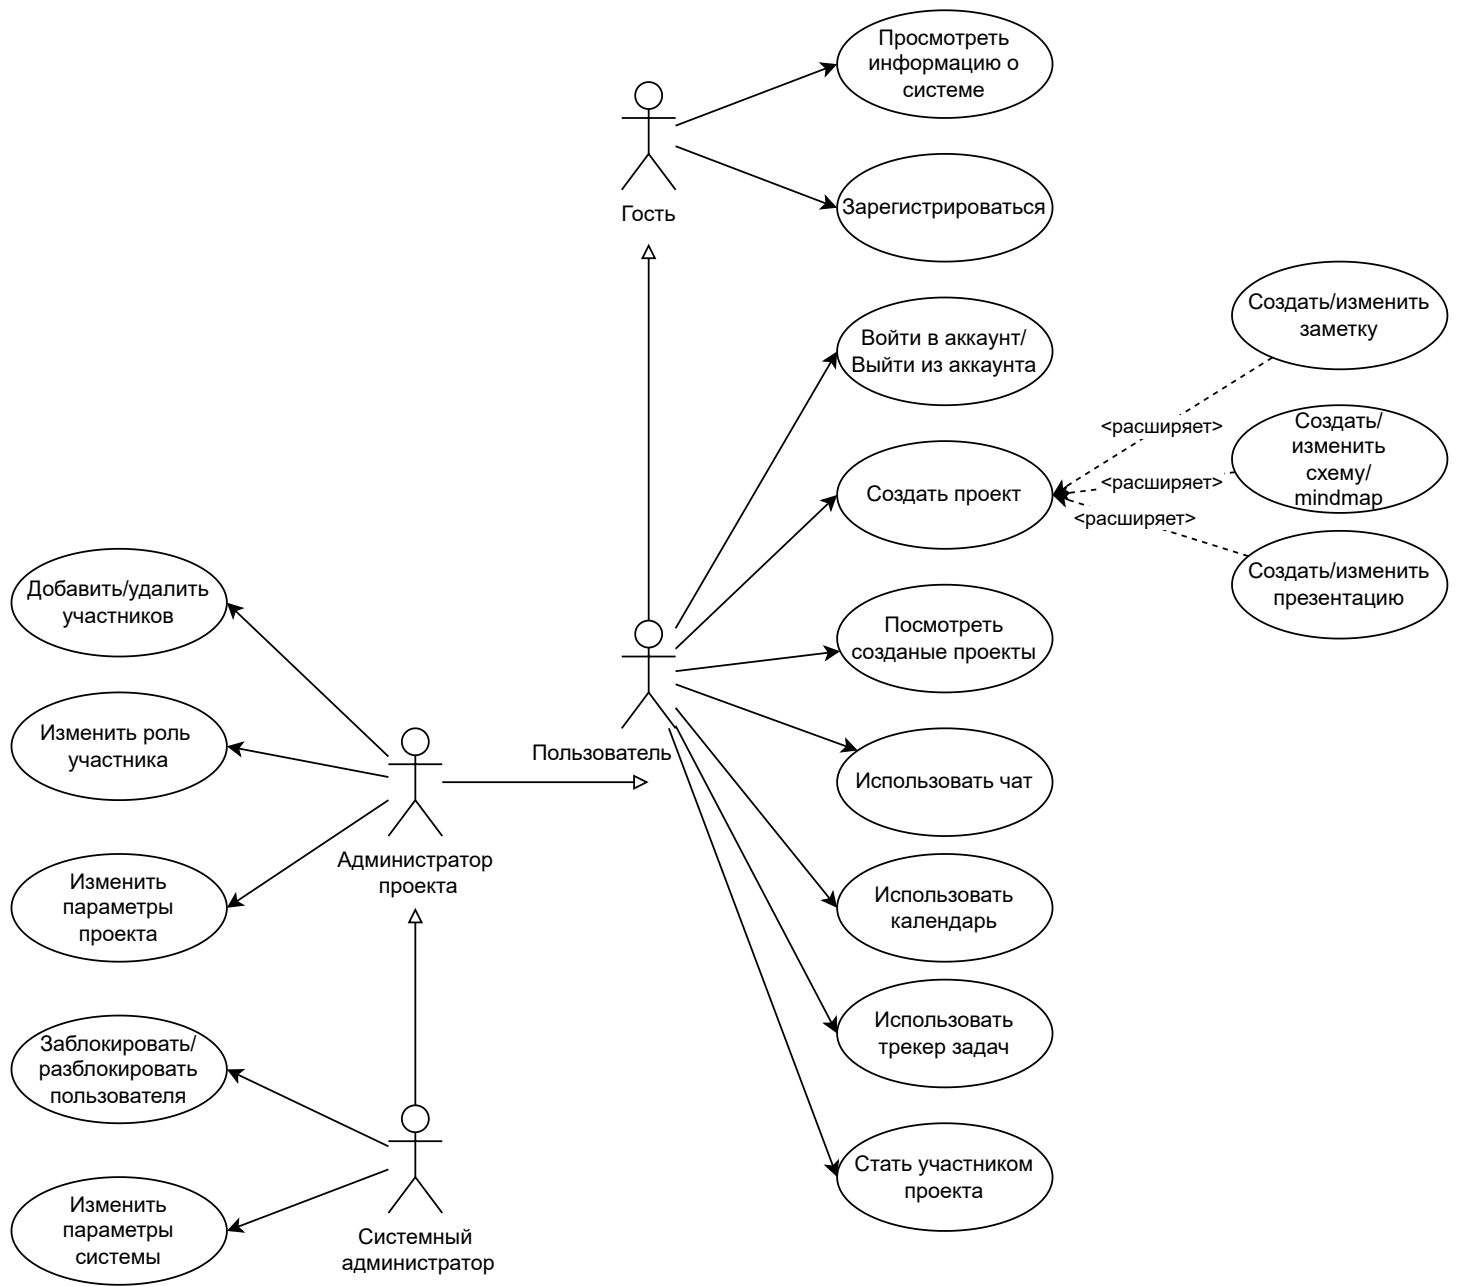 Просмотреть
информацию о
системе
Гость
Зарегистрироваться
Войти в аккаунт/
Выйти из аккаунта
Создать/изменить
заметку
<расширяет>
Создать/
изменить
схему/
mindmap
<расширяет>
Создать проект
<расширяет>
Создать/изменить
презентацию
Добавить/удалить
участников
Посмотреть
созданые проекты
Изменить роль
участника
Пользователь
Использовать чат
Администратор
проекта
Изменить
параметры
проекта
Использовать
календарь
Заблокировать/
разблокировать
пользователя
Использовать
трекер задач
Стать участником
проекта
Изменить
параметры
системы
Системный
администратор